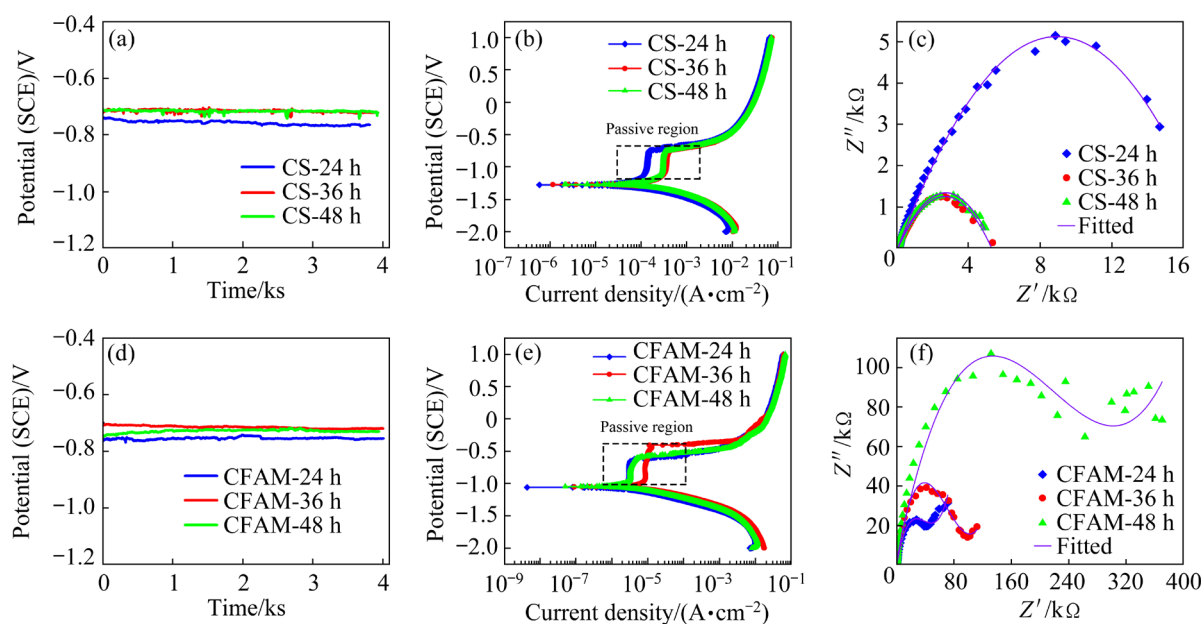 (a)
Potential (SCE)/V
−0.4
−0.6
−0.8
−1.0
−1.2
CS-24 h
CS-36 h
CS-48 h
0 1 2 3 4
Time/ks
(b)
Potential (SCE)/V
1.0
0.5
0
−0.5
−1.0
−1.5
−2.0
CS-24 h
CS-36 h
CS-48 h
Passive region
10⁻⁷ 10⁻⁶ 10⁻⁵ 10⁻⁴ 10⁻³ 10⁻² 10⁻¹
Current density/(A•cm⁻²)
(c)
Z″/kΩ
5
4
3
2
1
CS-24 h
CS-36 h
CS-48 h
Fitted
0 4 8 12 16
Z′/kΩ
(d)
Potential (SCE)/V
−0.4
−0.6
−0.8
−1.0
−1.2
CFAM-24 h
CFAM-36 h
CFAM-48 h
0 1 2 3 4
Time/ks
(e)
Potential (SCE)/V
1.0
0.5
0
−0.5
−1.0
−1.5
−2.0
CFAM-24 h
CFAM-36 h
CFAM-48 h
Passive region
10⁻⁹ 10⁻⁷ 10⁻⁵ 10⁻³ 10⁻¹
Current density/(A•cm⁻²)
(f)
Z″/kΩ
100
80
60
40
20
CFAM-24 h
CFAM-36 h
CFAM-48 h
Fitted
0 80 160 240 320 400
Z′/kΩ